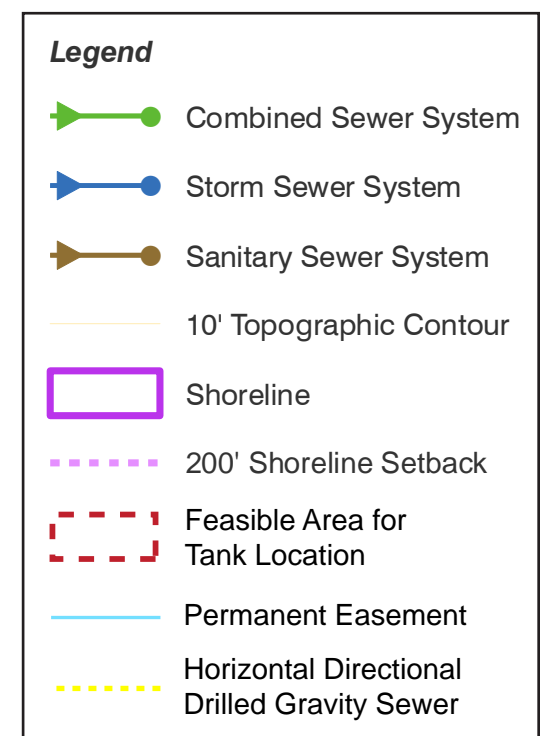 Legend
Combined Sewer System
Storm Sewer System
Sanitary Sewer System
10' Topographic Contour
Shoreline
200' Shoreline Setback
Feasible Area for
Tank Location
Permanent Easement
Horizontal Directional
Drilled Gravity Sewer